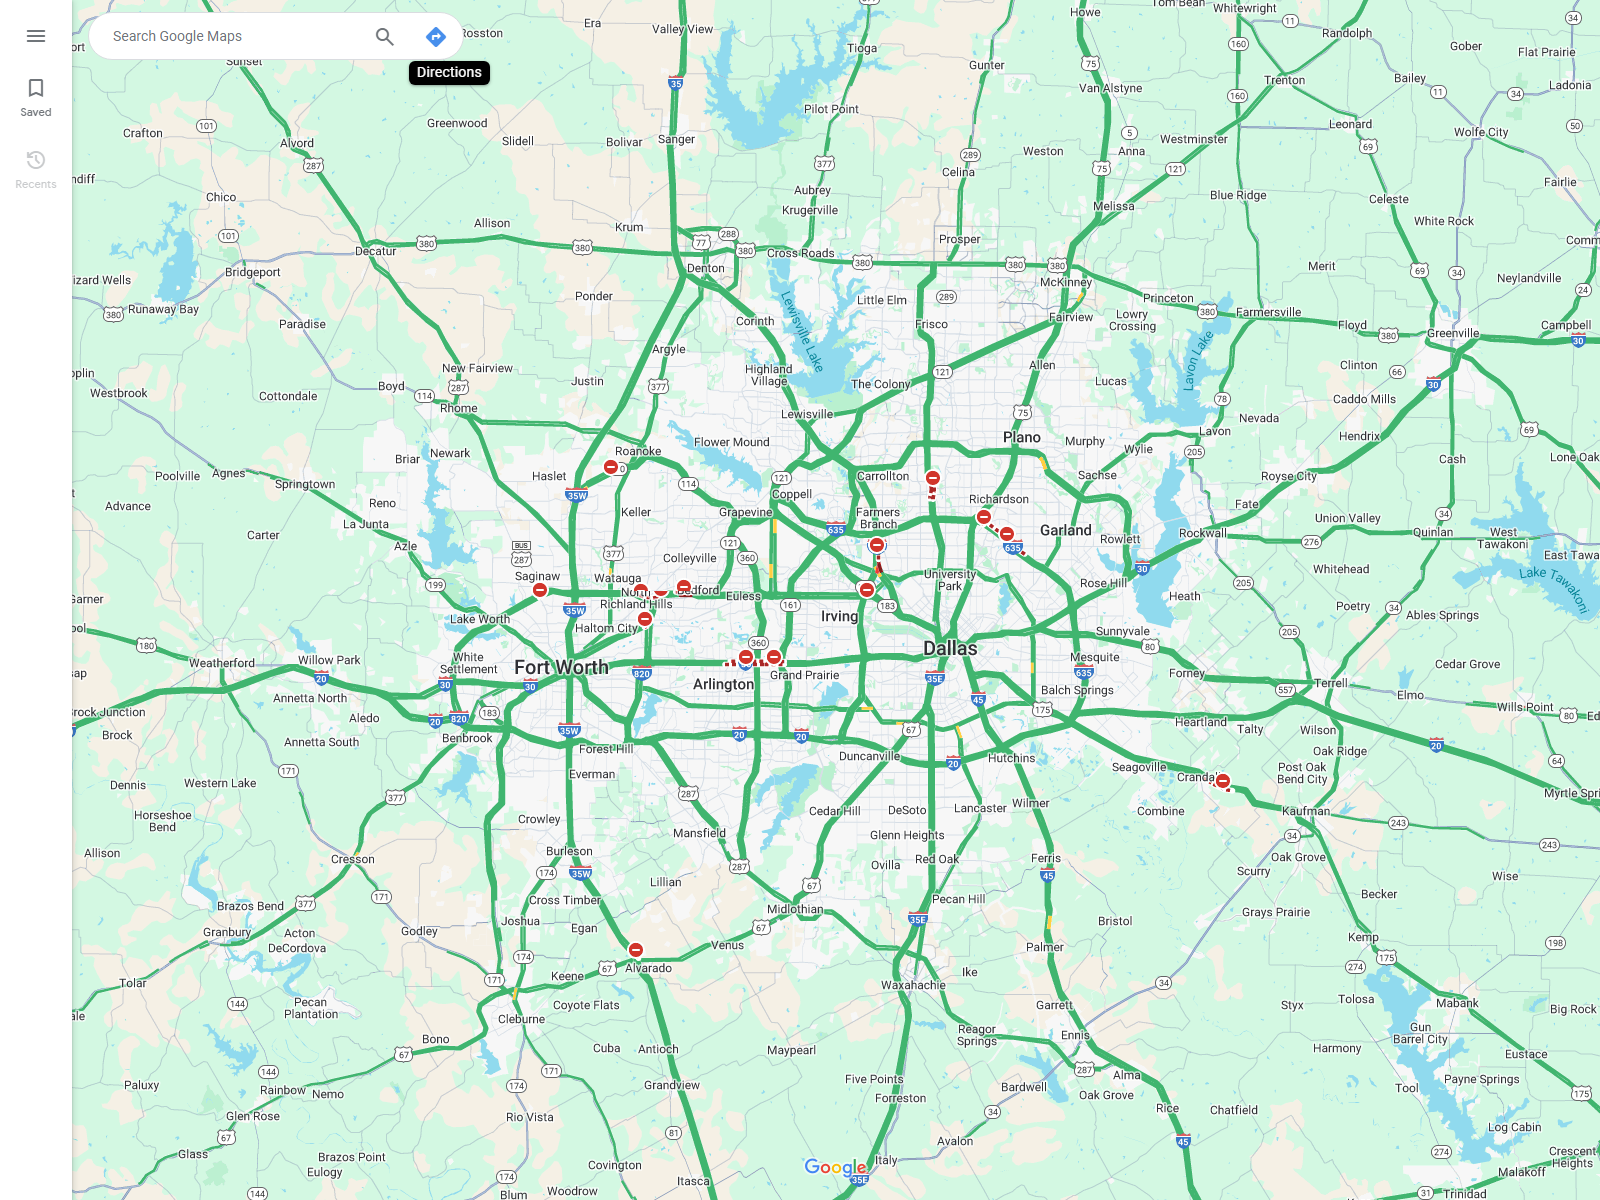 Search Google Maps
Directions
Saved
Recents
Era
Rosston
Valley View
Tioga
Howe
Tom Bean
Whitewright
Randolph
Gober
Flat Prairie
Ladonia
Sunset
Gunter
Van Alstyne
Trenton
Bailey
Pilot Point
Crafton
Alvord
Greenwood
Slidell
Bolivar
Sanger
Weston
Anna
Westminster
Leonard
Wolfe City
Celina
Aubrey
Krugerville
Melissa
Blue Ridge
Celeste
Fairlie
White Rock
Chico
Allison
Krum
Prosper
Decatur
Cross Roads
Bridgeport
Denton
McKinney
Merit
Neylandville
Runaway Bay
Ponder
Little Elm
Princeton
Farmersville
Paradise
Corinth
Lewisville Lake
Frisco
Fairview
Lowry
Crossing
Floyd
Greenville
Campbell
Argyle
Allen
Lavon Lake
Clinton
New Fairview
Justin
Highland
Village
The Colony
Lucas
Westbrook
Cottondale
Boyd
Rhome
Lewisville
Nevada
Caddo Mills
Flower Mound
Plano
Murphy
Wylie
Lavon
Hendrix
Briar
Newark
Roanoke
Cash
Lone Oak
Poolville
Agnes
Springtown
Haslet
Carrollton
Sachse
Royse City
Coppell
Richardson
Advance
Reno
La Junta
Keller
Grapevine
Farmers
Branch
Garland
Fate
Union Valley
Carter
Azle
Rowlett
Rockwall
Quinlan
West
Tawakoni
East Tawa
Colleyville
Saginaw
Watauga
North
Richland Hills
Bedford
Euless
University
Park
Rose Hill
Heath
Whitehead
Lake Tawakoni
Lake Worth
Haltom City
Irving
Poetry
Ables Springs
Weatherford
Willow Park
White
Settlement
Fort Worth
Dallas
Sunnyvale
Mesquite
Forney
Terrell
Cedar Grove
Elmo
Annetta North
Arlington
Grand Prairie
Balch Springs
Brock Junction
Brock
Aledo
Annetta South
Benbrook
Forest Hill
Heartland
Talty
Wilson
Wills Point
Oak Ridge
Everman
Duncanville
Hutchins
Seagoville
Post Oak
Bend City
Dennis
Western Lake
Horseshoe
Bend
Crowley
Cedar Hill
DeSoto
Lancaster
Wilmer
Combine
Kaufman
Mansfield
Glenn Heights
Allison
Cresson
Burleson
Ovilla
Red Oak
Ferris
Oak Grove
Scurry
Lillian
Wise
Cross Timber
Midlothian
Pecan Hill
Becker
Brazos Bend
Granbury
Acton
DeCordova
Godley
Joshua
Egan
Venus
Bristol
Grays Prairie
Kemp
Tolar
Keene
Alvarado
Palmer
Ike
Waxahachie
Pecan
Plantation
Coyote Flats
Cleburne
Garrett
Styx
Tolosa
Mabank
Big Rock
Bono
Cuba
Antioch
Maypearl
Reagor
Springs
Ennis
Harmony
Gun
Barrel City
Eustace
Paluxy
Rainbow
Nemo
Grandview
Five Points
Forreston
Bardwell
Alma
Oak Grove
Tool
Payne Springs
Glen Rose
Rio Vista
Rice
Chatfield
Log Cabin
Glass
Brazos Point
Eulogy
Covington
Blum
Woodrow
Itasca
Google
Italy
Avalon
Crescent
Heights
Malakoff
Trinidad